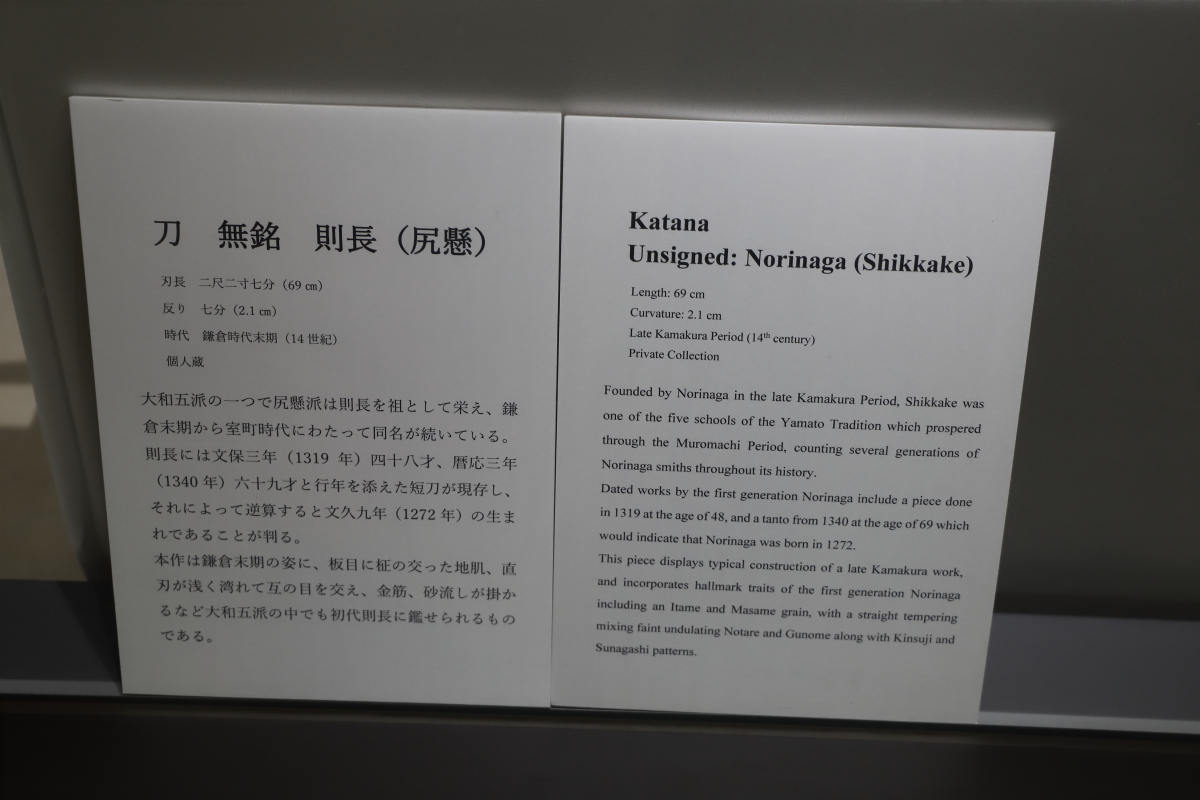 刀　無銘　則長（尻懸）
刃長　二尺二寸七分（69 ㎝）
反り　七分（2.1 ㎝）
時代　鎌倉時代末期（14 世紀）
個人蔵
大和五派の一つで尻懸派は則長を祖として栄え、鎌
倉末期から室町時代にわたって同名が続いている。
則長には文保三年（1319 年）四十八才、暦応三年
（1340 年）六十九才と行年を添えた短刀が現存し、
それによって逆算すると文久九年（1272 年）の生ま
れであることが判る。
本作は鎌倉末期の姿に、板目に柾の交った地肌、直
刃が浅く湾れて互の目を交え、金筋、砂流しが掛か
るなど大和五派の中でも初代則長に鑑せられるもの
である。
Katana
Unsigned: Norinaga (Shikkake)
Length: 69 cm
Curvature: 2.1 cm
Late Kamakura Period (14th century)
Private Collection
Founded by Norinaga in the late Kamakura Period, Shikkake was
one of the five schools of the Yamato Tradition which prospered
through the Muromachi Period, counting several generations of
Norinaga smiths throughout its history.
Dated works by the first generation Norinaga include a piece done
in 1319 at the age of 48, and a tanto from 1340 at the age of 69 which
would indicate that Norinaga was born in 1272.
This piece displays typical construction of a late Kamakura work,
and incorporates hallmark traits of the first generation Norinaga
including an Itame and Masame grain, with a straight tempering
mixing faint undulating Notare and Gunome along with Kinsuji and
Sunagashi patterns.